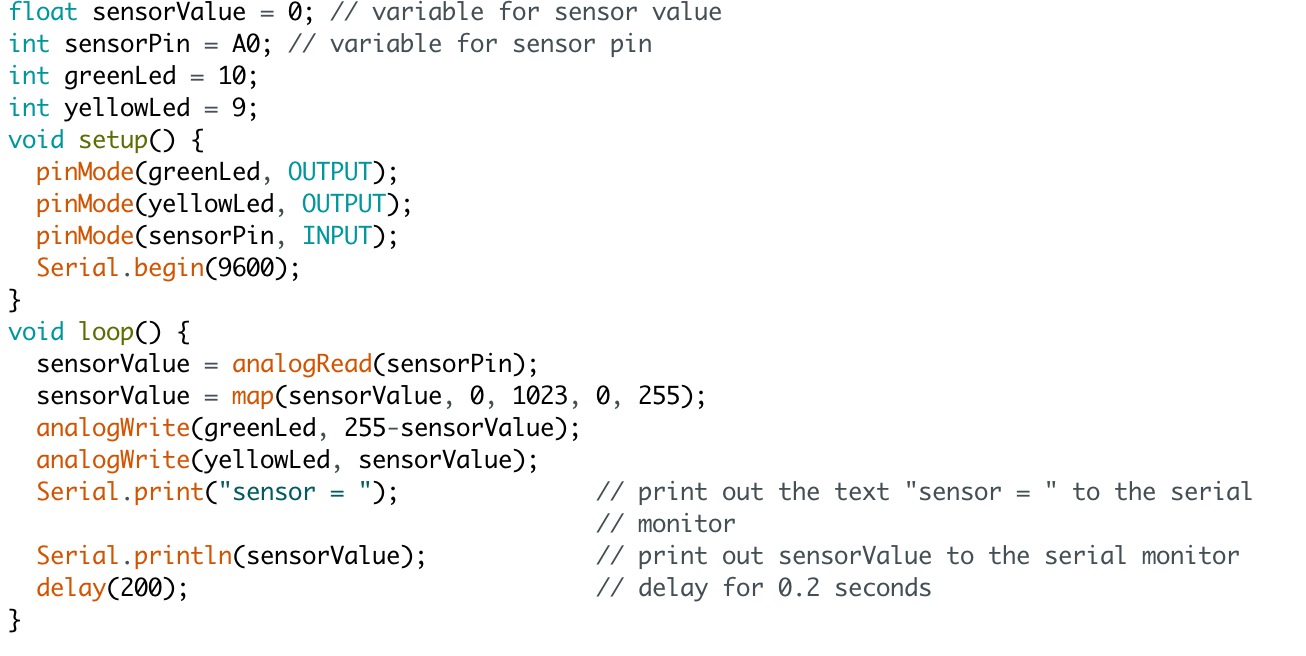 float sensorValue = 0; // variable for sensor value
int sensorPin = A0; // variable for sensor pin
int greenLed = 10;
int yellowLed = 9;
void setup() {
  pinMode(greenLed, OUTPUT);
  pinMode(yellowLed, OUTPUT);
  pinMode(sensorPin, INPUT);
  Serial.begin(9600);
}
void loop() {
  sensorValue = analogRead(sensorPin);
  sensorValue = map(sensorValue, 0, 1023, 0, 255);
  analogWrite(greenLed, 255-sensorValue);
  analogWrite(yellowLed, sensorValue);
  Serial.print("sensor = ");              // print out the text "sensor = " to the serial
                                          // monitor
  Serial.println(sensorValue);            // print out sensorValue to the serial monitor
  delay(200);                             // delay for 0.2 seconds
}